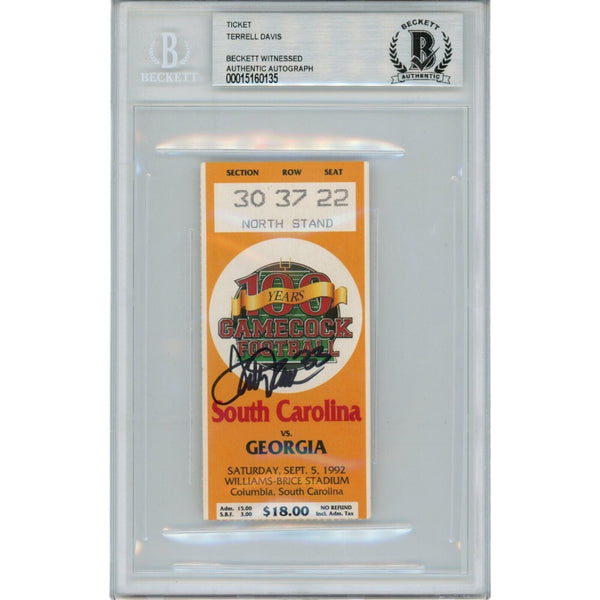 TICKET
TERRELL DAVIS
BECKETT WITNESSED
AUTHENTIC AUTOGRAPH
00015160135
B
BECKETT
BECKETT
B
AUTHENTIC
SECTION ROW SEAT
30 37 22
NORTH STAND
100
YEARS
GAMECOCK
FOOTBALL
South Carolina
vs.
GEORGIA
SATURDAY, SEPT. 5, 1992
WILLIAMS-BRICE STADIUM
Columbia, South Carolina
Adm. 15.00
S.B.F. 3.00
$18.00
NO REFUND
Incl. Adm. Tax